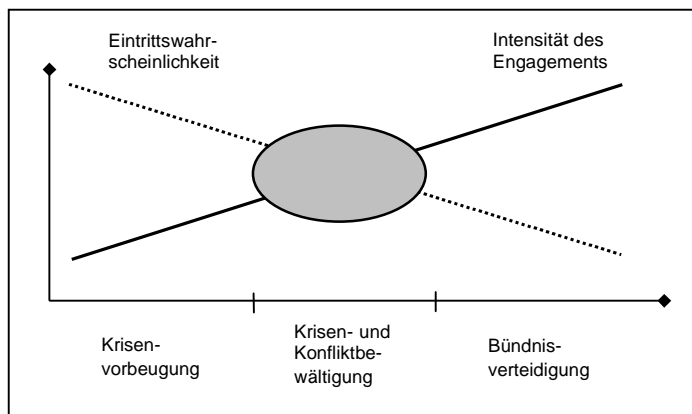 Eintrittswahr-
scheinlichkeit
Intensität des
Engagements
Krisen-
vorbeugung
Krisen- und
Konfliktbe-
wältigung
Bündnis-
verteidigung